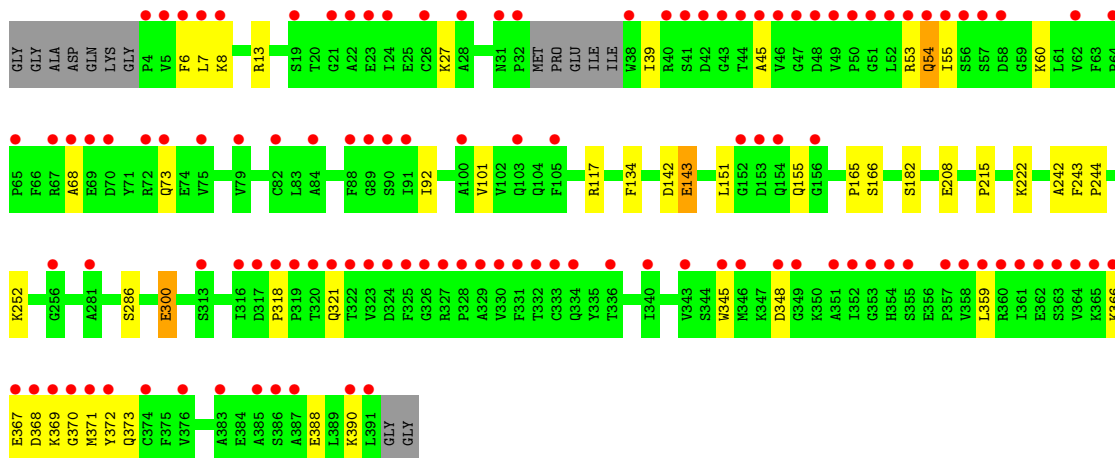 GLY GLY ALA ASP GLN LYS GLY P4 V5 F6 L7 K8 R13 S19 T20 G21 A22 E23 I24 E25 C26 K27 A28 N31 P32 MET PRO GLU ILE ILE W38 I39 R40 S41 D42 G43 T44 A45 V46 G47 D48 V49 P50 G51 L52 R53 Q54 I55 S56 S57 D58 G59 K60 L61 V62 F63 P64
P65 F66 R67 A68 E69 D70 Y71 R72 Q73 E74 V75 V79 C82 L83 A84 F88 G89 S90 I91 I92 A100 V101 V102 Q103 Q104 F105 R117 F134 D142 E143 L151 G152 D153 Q154 Q155 G156 P165 S166 S182 E208 P215 K222 A242 F243 P244
K252 G256 A281 S286 E300 S313 I316 D317 P318 P319 T320 Q321 T322 V323 D324 F325 G326 R327 P328 A329 V330 F331 T332 C333 Q334 Y335 T336 I340 V343 S344 W345 M346 K347 D348 G349 K350 A351 I352 G353 H354 S355 E356 P357 V358 L359 R360 I361 E362 S363 V364 K365 K366
E367 D368 K369 G370 M371 Y372 Q373 C374 F375 V376 A383 E384 A385 S386 A387 E388 L389 K390 L391 GLY GLY